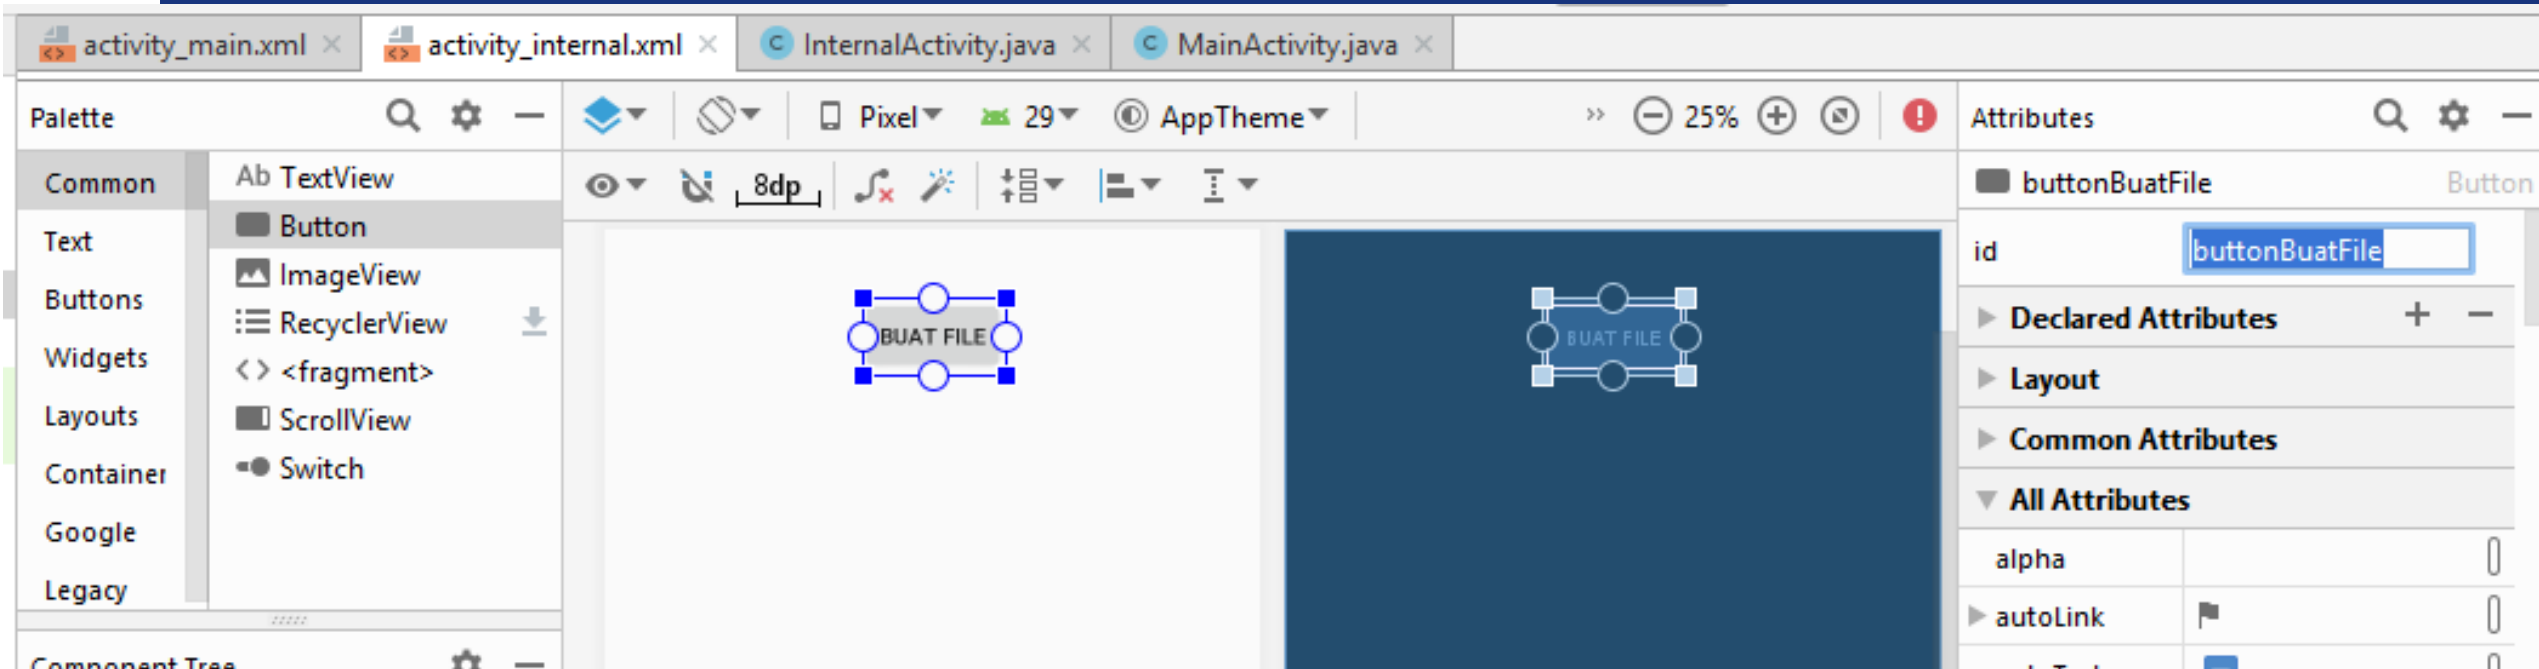 activity_main.xml
activity_internal.xml
InternalActivity.java
MainActivity.java
Palette
Pixel
29
AppTheme
25%
Attributes
Common
Text
Buttons
Widgets
Layouts
Container
Google
Legacy
Ab TextView
Button
ImageView
RecyclerView
<fragment>
ScrollView
Switch
8dp
BUAT FILE
BUAT FILE
buttonBuatFile
Button
id
buttonBuatFile
Declared Attributes
Layout
Common Attributes
All Attributes
alpha
autoLink
Component Tree